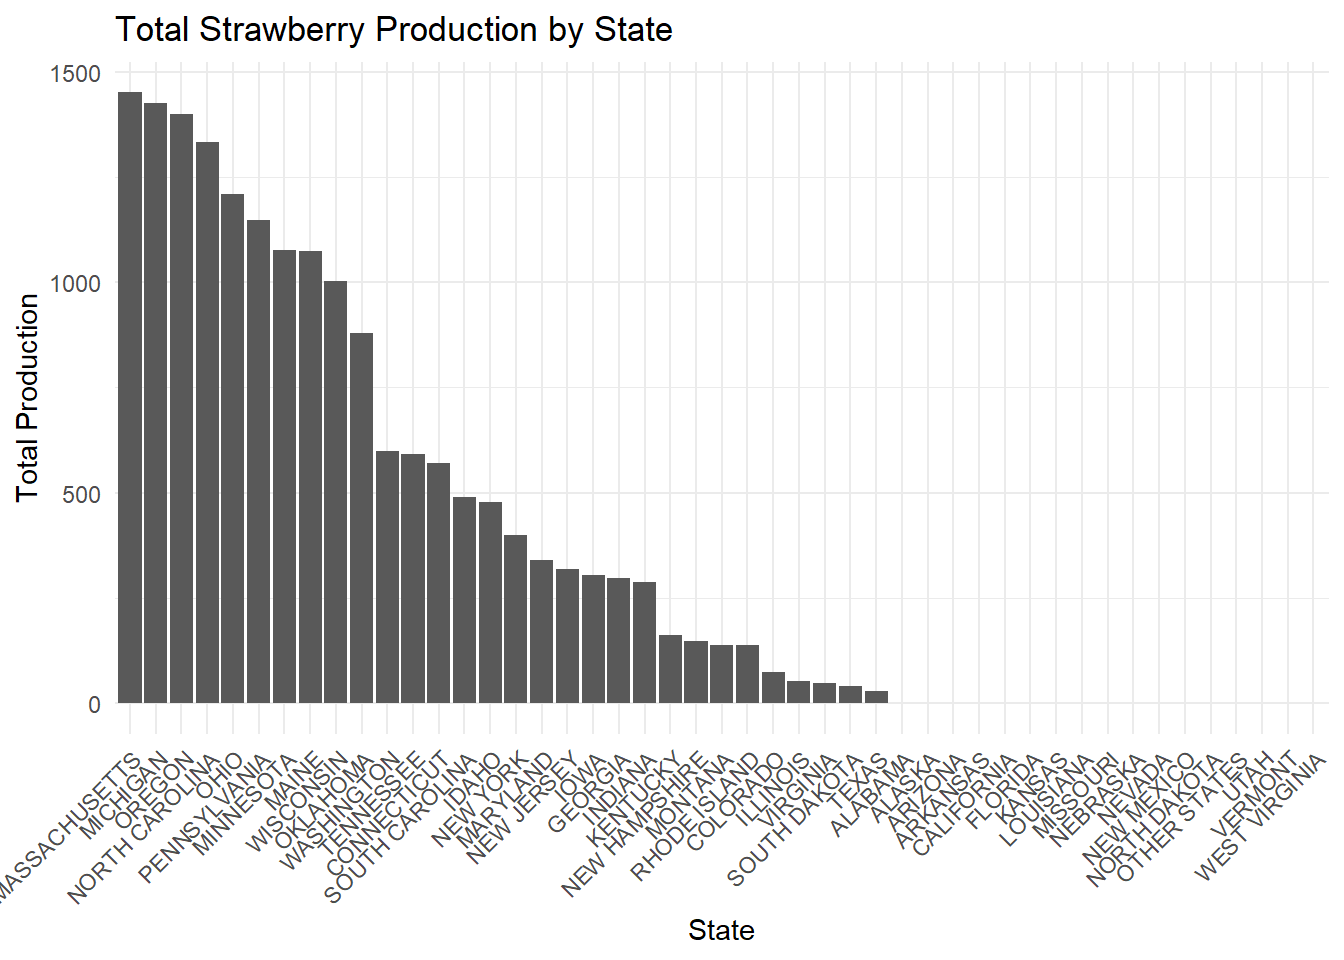 Total Strawberry Production by State
Total Production
1500
1000
500
0
MASSACHUSETTS
MICHIGAN
OREGON
NORTH CAROLINA
OHIO
PENNSYLVANIA
MINNESOTA
MAINE
WISCONSIN
OKLAHOMA
WASHINGTON
TENNESSEE
CONNECTICUT
SOUTH CAROLINA
IDAHO
NEW YORK
MARYLAND
NEW JERSEY
IOWA
GEORGIA
INDIANA
KENTUCKY
NEW HAMPSHIRE
MONTANA
RHODE ISLAND
COLORADO
ILLINOIS
VIRGINIA
SOUTH DAKOTA
TEXAS
ALABAMA
ALASKA
ARIZONA
ARKANSAS
CALIFORNIA
FLORIDA
KANSAS
LOUISIANA
MISSOURI
NEBRASKA
NEVADA
NEW MEXICO
NORTH DAKOTA
OTHER STATES
UTAH
VERMONT
WEST VIRGINIA
State